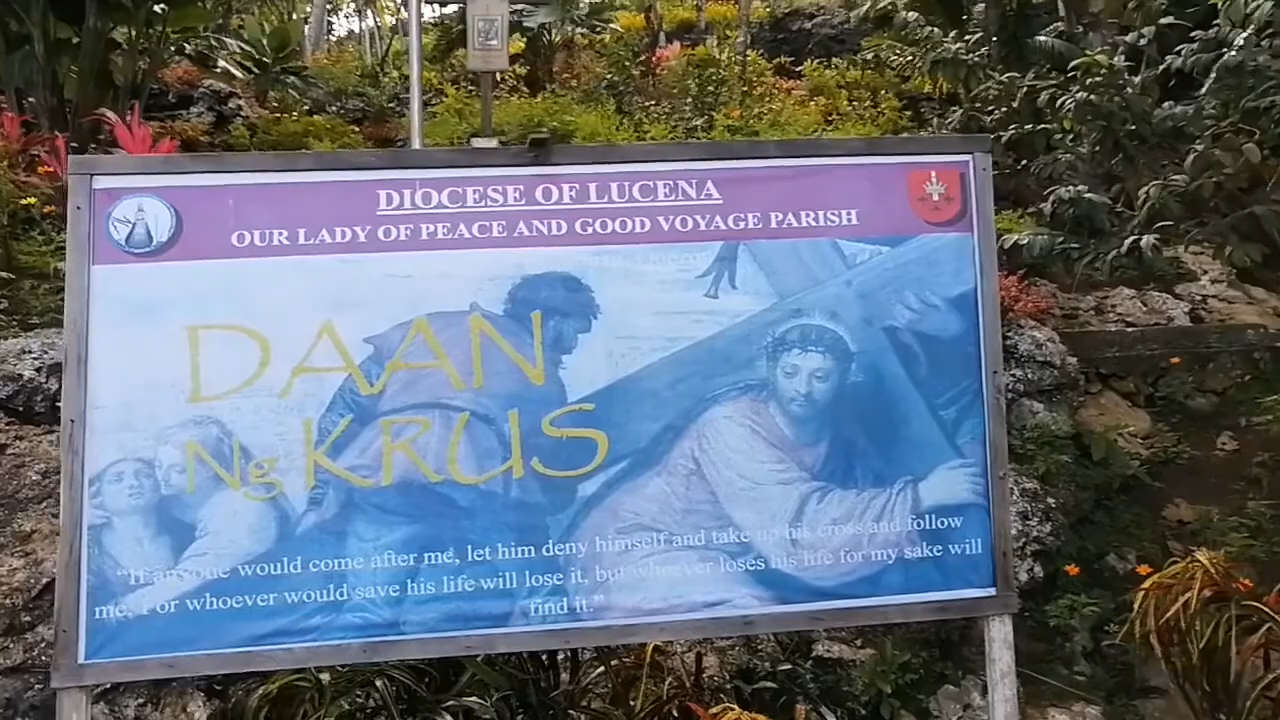 DIOCESE OF LUCENA
OUR LADY OF PEACE AND GOOD VOYAGE PARISH
DAAN
Ng KRUS
“If anyone would come after me, let him deny himself and take up his cross and follow
me. For whoever would save his life will lose it, but whoever loses his life for my sake will
find it.”